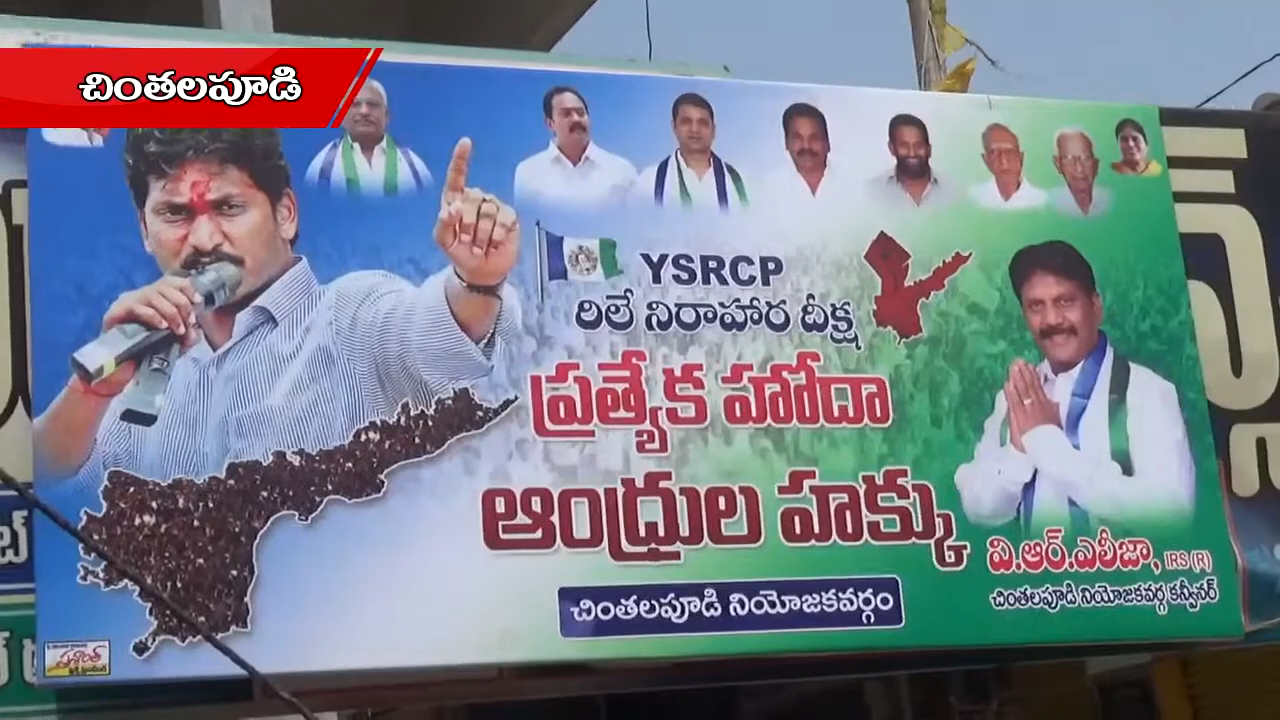 చింతలపూడి
YSRCP
రిలే నిరాహార దీక్ష
ప్రత్యేక హోదా
ఆంధ్రుల హక్కు
చింతలపూడి నియోజకవర్గం
వి.ఆర్.ఎలీజా, IRS (R)
చింతలపూడి నియోజకవర్గ కన్వీనర్